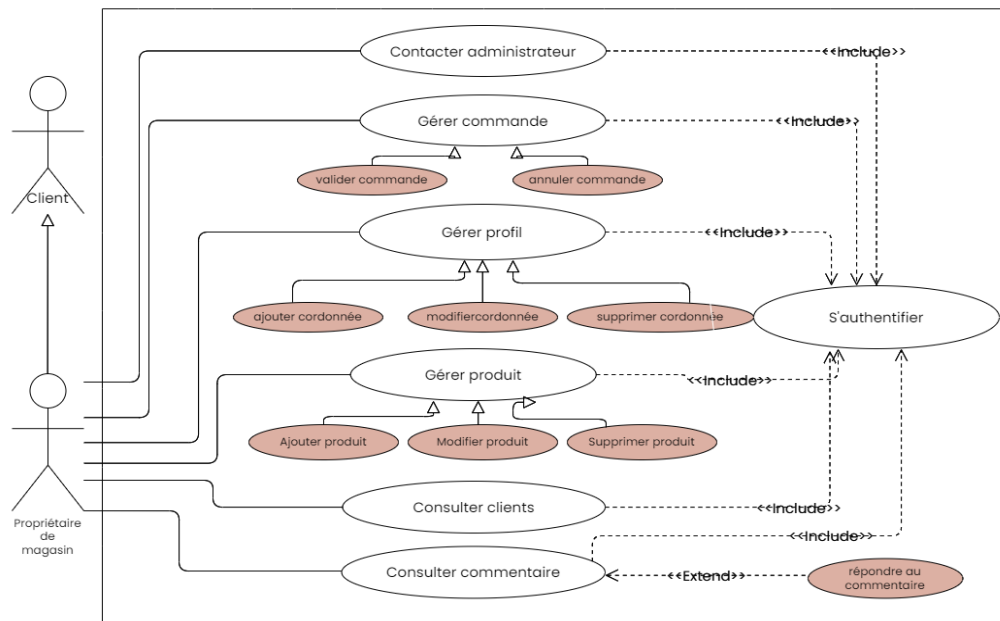 Contacter administrateur
<<Include>>
Gérer commande
<<Include>>
valider commande
annuler commande
Client
Gérer profil
<<Include>>
ajouter cordonnée
modifiercordonnée
supprimer cordonnée
S'authentifier
Gérer produit
<<Include>>
Ajouter produit
Modifier produit
Supprimer produit
Consulter clients
<<Include>>
Propriétaire
de
magasin
<<Include>>
Consulter commentaire
<<Extend>>
répondre au
commentaire